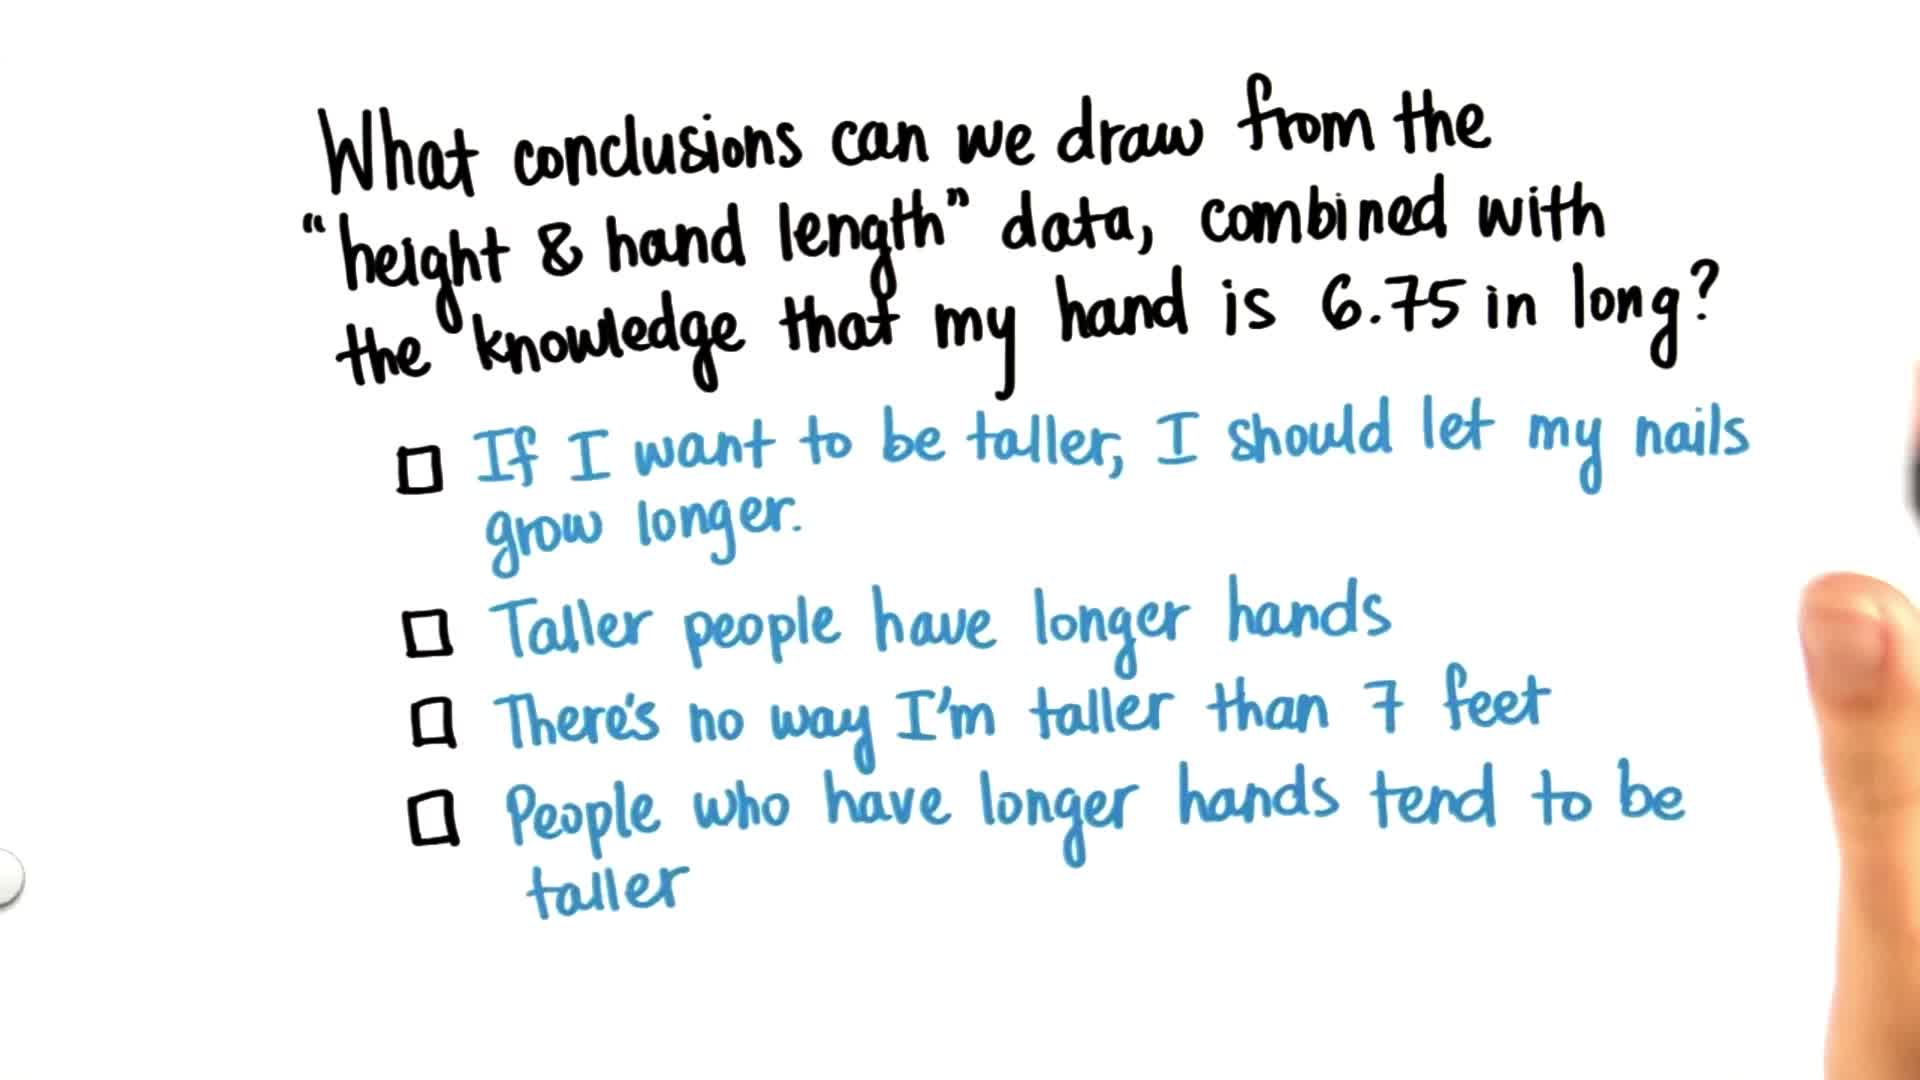 What conclusions can we draw from the
"height & hand length" data, combined with
the knowledge that my hand is 6.75 in long?
If I want to be taller, I should let my nails
grow longer.
Taller people have longer hands
There's no way I'm taller than 7 feet
People who have longer hands tend to be
taller